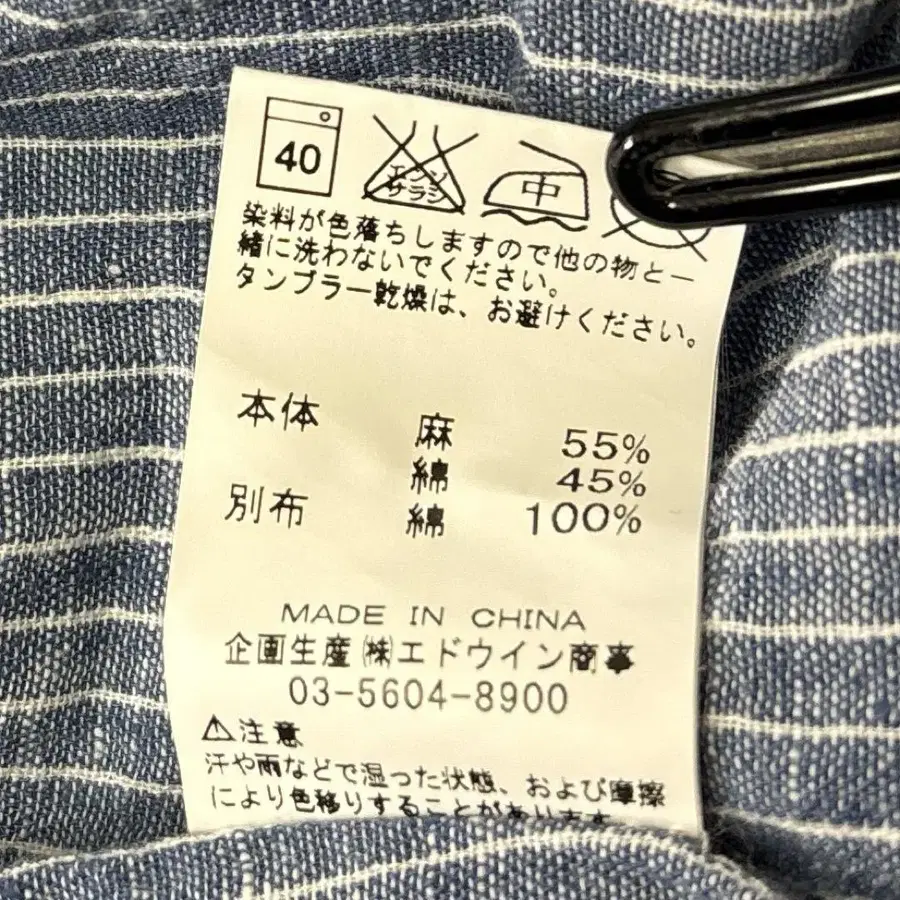 40
エンソ
サラシ
中
染料が色落ちしますので他の物と一
緒に洗わないでください。
タンブラー乾燥は、お避けください。
本体 麻 55%
綿 45%
別布 綿 100%
MADE IN CHINA
企画生産㈱エドウイン商事
03-5604-8900
⚠注意
汗や雨などで湿った状態、および摩擦
により色移りすることがあります